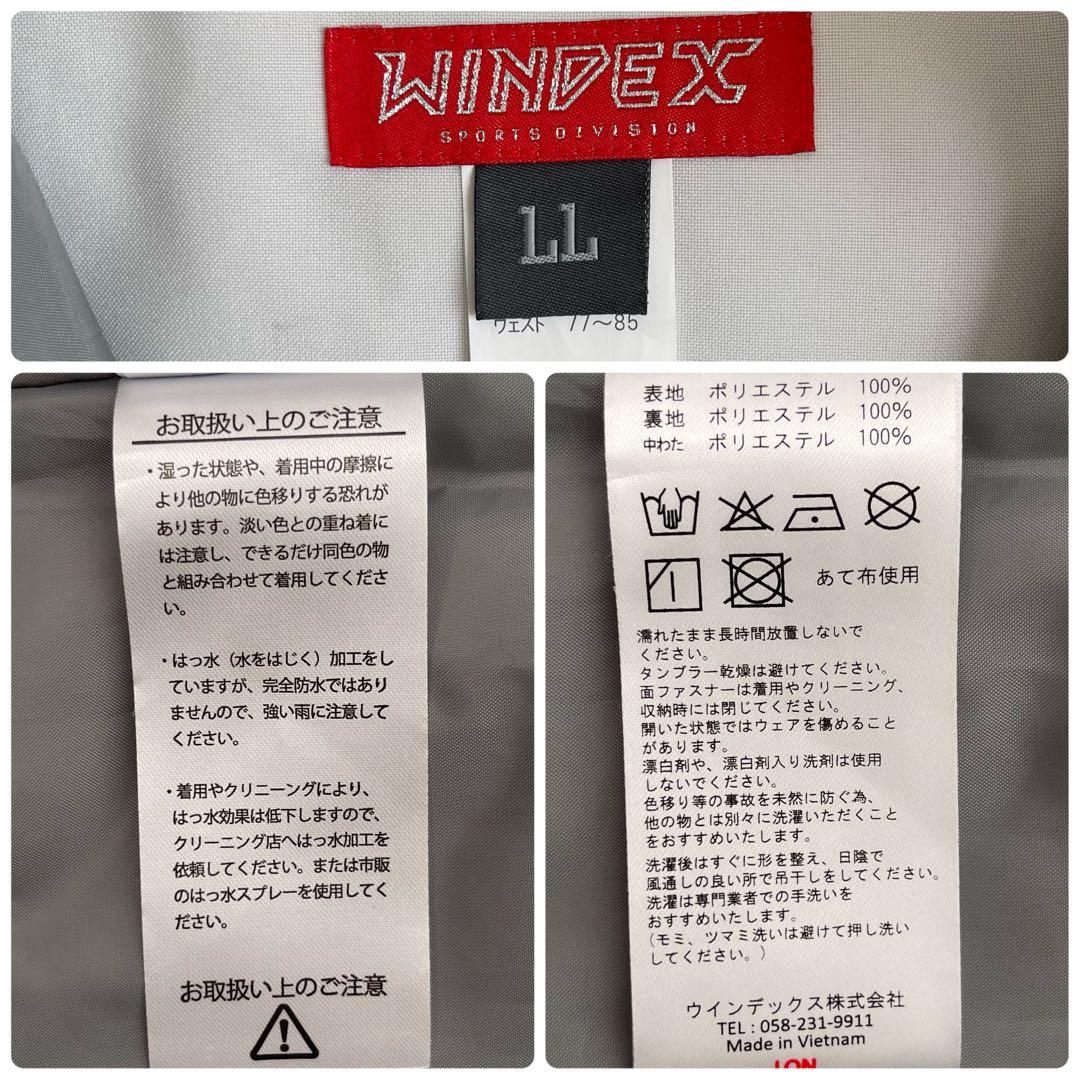 WINDEX
SPORTS DIVISION
LL
ウエスト 77～85
お取扱い上のご注意
・湿った状態や、着用中の摩擦に
より他の物に色移りする恐れが
あります。淡い色との重ね着に
は注意し、できるだけ同色の物
と組み合わせて着用してくださ
い。
・はっ水（水をはじく）加工をし
ていますが、完全防水ではあり
ませんので、強い雨に注意して
ください。
・着用やクリニーングにより、
はっ水効果は低下しますので、
クリーニング店へはっ水加工を
依頼してください。または市販
のはっ水スプレーを使用してく
ださい。
お取扱い上のご注意
表地 ポリエステル 100%
裏地 ポリエステル 100%
中わた ポリエステル 100%
あて布使用
濡れたまま長時間放置しないで
ください。
タンブラー乾燥は避けてください。
面ファスナーは着用やクリーニング、
収納時には閉じてください。
開いた状態ではウェアを傷めること
があります。
漂白剤や、漂白剤入り洗剤は使用
しないでください。
色移り等の事故を未然に防ぐ為、
他の物とは別々に洗濯いただくこと
をおすすめいたします。
洗濯後はすぐに形を整え、日陰で
風通しの良い所で吊干しをしてください。
洗濯は専門業者での手洗いを
おすすめいたします。
（モミ、ツマミ洗いは避けて押し洗い
してください。）
ウインデックス株式会社
TEL : 058-231-9911
Made in Vietnam